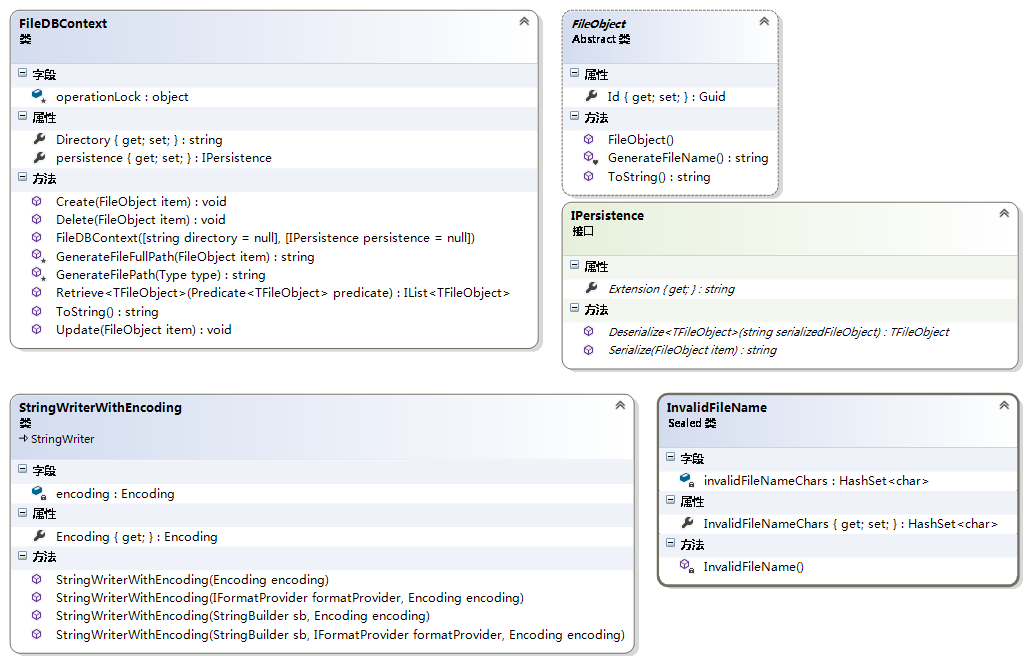 FileDBContext
类
字段
operationLock : object
属性
Directory { get; set; } : string
persistence { get; set; } : IPersistence
方法
Create(FileObject item) : void
Delete(FileObject item) : void
FileDBContext([string directory = null], [IPersistence persistence = null])
GenerateFileFullPath(FileObject item) : string
GenerateFilePath(Type type) : string
Retrieve<TFileObject>(Predicate<TFileObject> predicate) : IList<TFileObject>
ToString() : string
Update(FileObject item) : void
FileObject
Abstract 类
属性
Id { get; set; } : Guid
方法
FileObject()
GenerateFileName() : string
ToString() : string
IPersistence
接口
属性
Extension { get; } : string
方法
Deserialize<TFileObject>(string serializedFileObject) : TFileObject
Serialize(FileObject item) : string
StringWriterWithEncoding
类
StringWriter
字段
encoding : Encoding
属性
Encoding { get; } : Encoding
方法
StringWriterWithEncoding(Encoding encoding)
StringWriterWithEncoding(IFormatProvider formatProvider, Encoding encoding)
StringWriterWithEncoding(StringBuilder sb, Encoding encoding)
StringWriterWithEncoding(StringBuilder sb, IFormatProvider formatProvider, Encoding encoding)
InvalidFileName
Sealed 类
字段
invalidFileNameChars : HashSet<char>
属性
InvalidFileNameChars { get; set; } : HashSet<char>
方法
InvalidFileName()